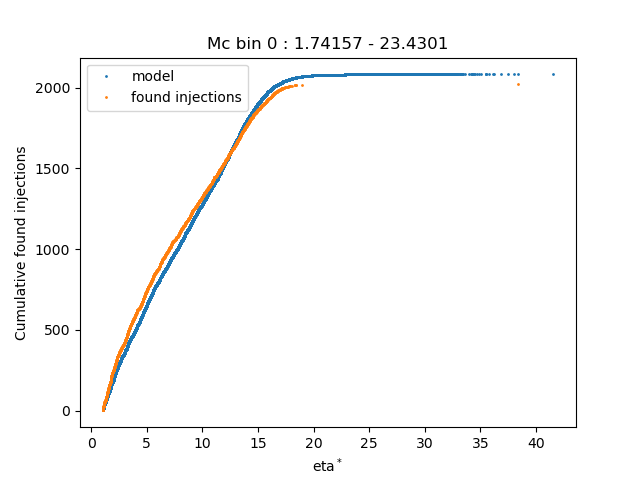 Mc bin 0 : 1.74157 - 23.4301
model
found injections
Cumulative found injections
2000
1500
1000
500
0
0 5 10 15 20 25 30 35 40
eta*